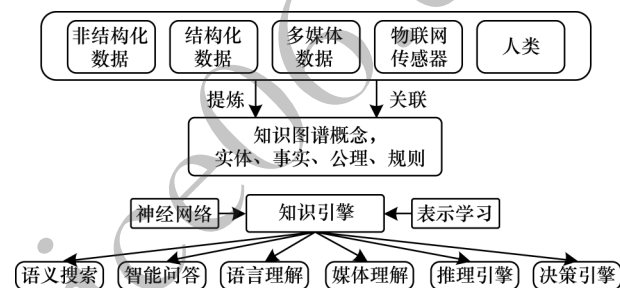 非结构化
数据
结构化
数据
多媒体
数据
物联网
传感器
人类
提炼
关联
知识图谱概念，
实体、事实、公理、规则
神经网络
知识引擎
表示学习
语义搜索
智能问答
语言理解
媒体理解
推理引擎
决策引擎